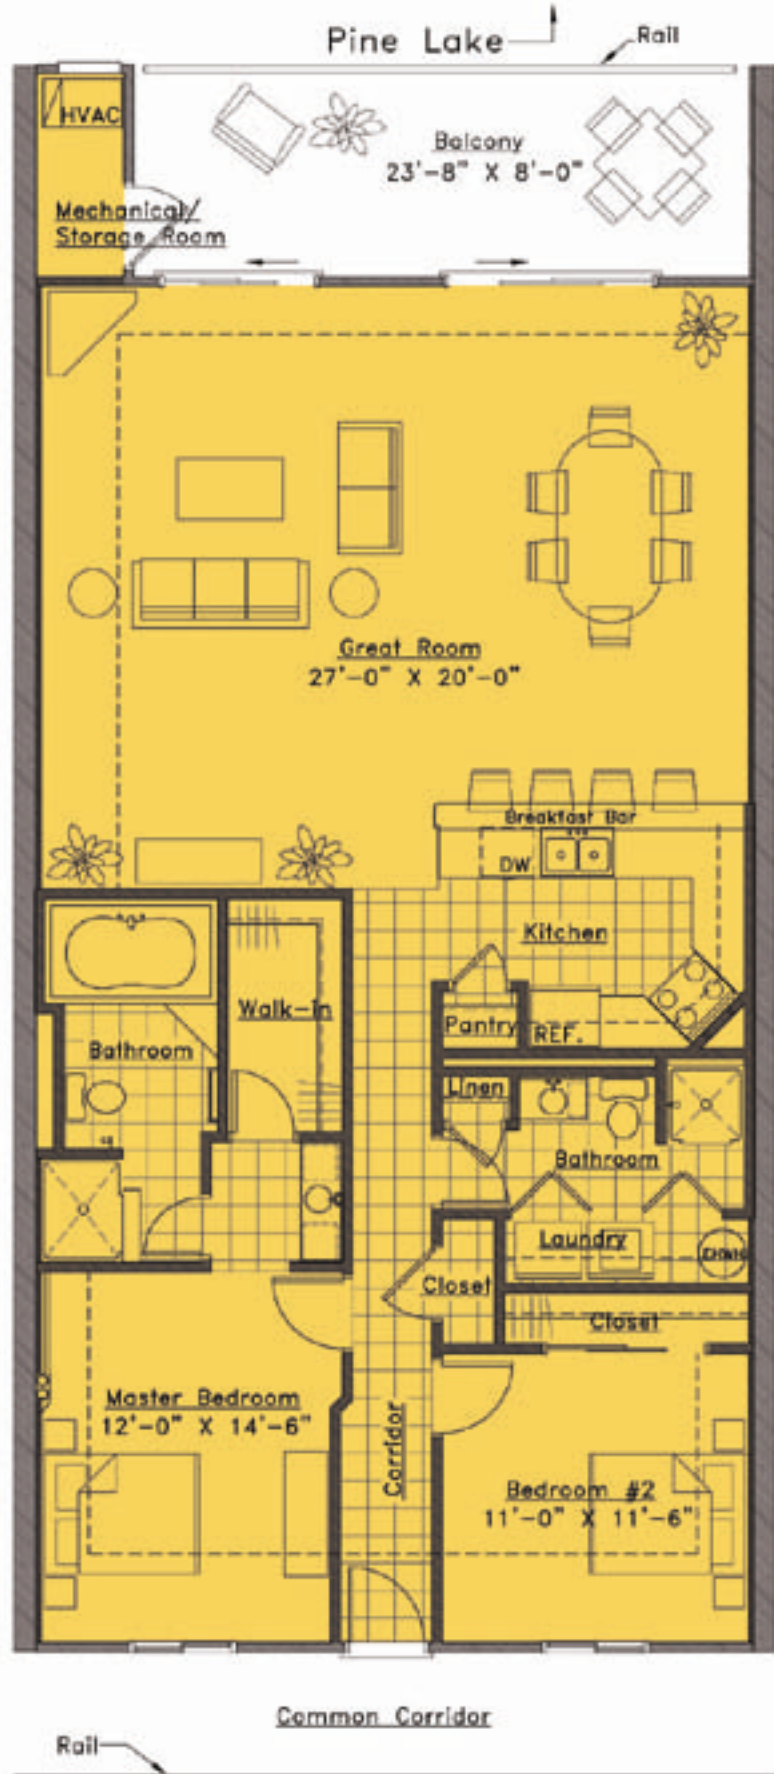 Pine Lake
Rail
HVAC
Balcony
23'-8" X 8'-0"
Mechanical/
Storage Room
Great Room
27'-0" X 20'-0"
Breakfast Bar
DW
Kitchen
Walk-in
Pantry
REF.
Bathroom
Linen
Bathroom
Laundry
Closet
Closet
Master Bedroom
12'-0" X 14'-6"
Corridor
Bedroom #2
11'-0" X 11'-6"
Common Corridor
Rail